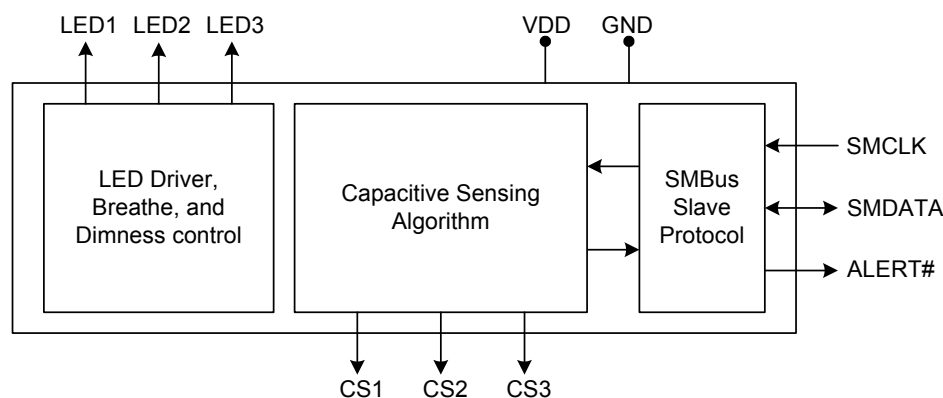 LED1 LED2 LED3 VDD GND
LED Driver,
Breathe, and
Dimness control
Capacitive Sensing
Algorithm
SMBus
Slave
Protocol
SMCLK
SMDATA
ALERT#
CS1 CS2 CS3